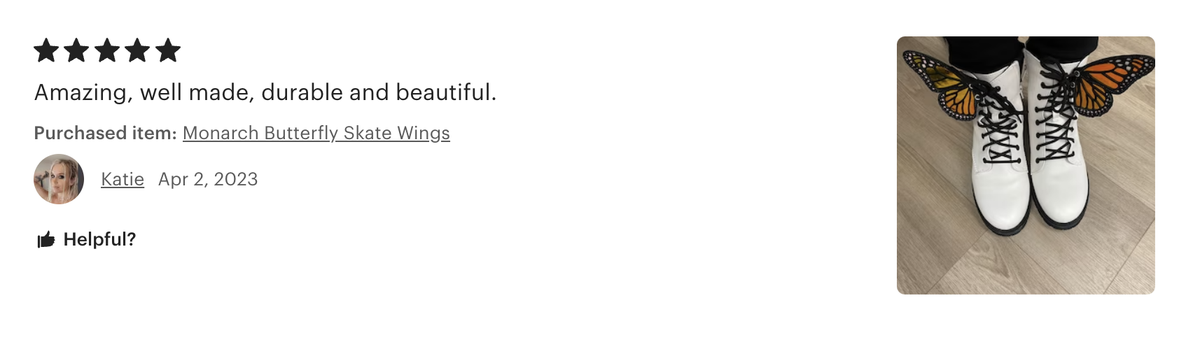 Amazing, well made, durable and beautiful.
Purchased item: Monarch Butterfly Skate Wings
Katie Apr 2, 2023
Helpful?